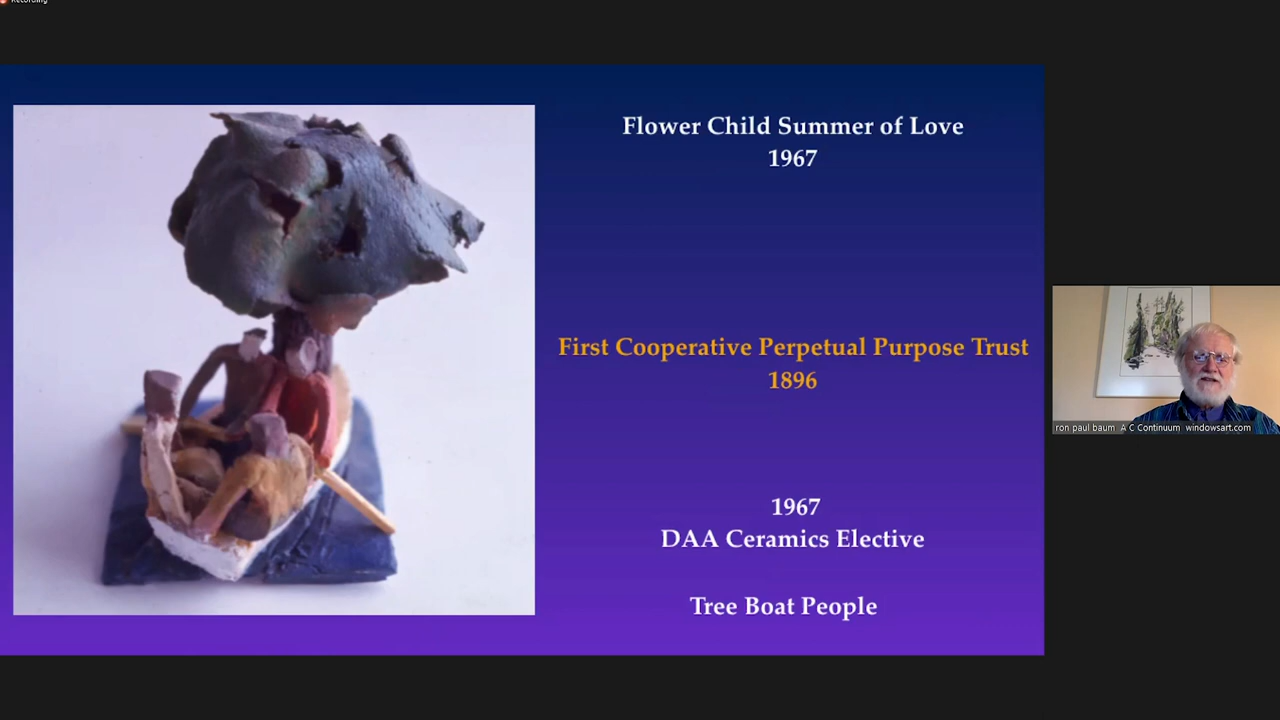 Recording
Flower Child Summer of Love
1967
First Cooperative Perpetual Purpose Trust
1896
1967
DAA Ceramics Elective
Tree Boat People
ron paul baum A C Continuum windowsart.com